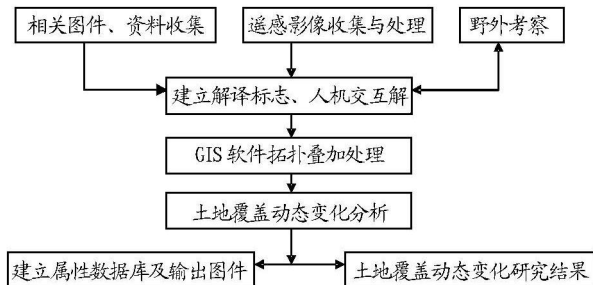 相关图件、资料收集
遥感影像收集与处理
野外考察
建立解译标志、人机交互解
GIS 软件拓扑叠加处理
土地覆盖动态变化分析
建立属性数据库及输出图件
土地覆盖动态变化研究结果